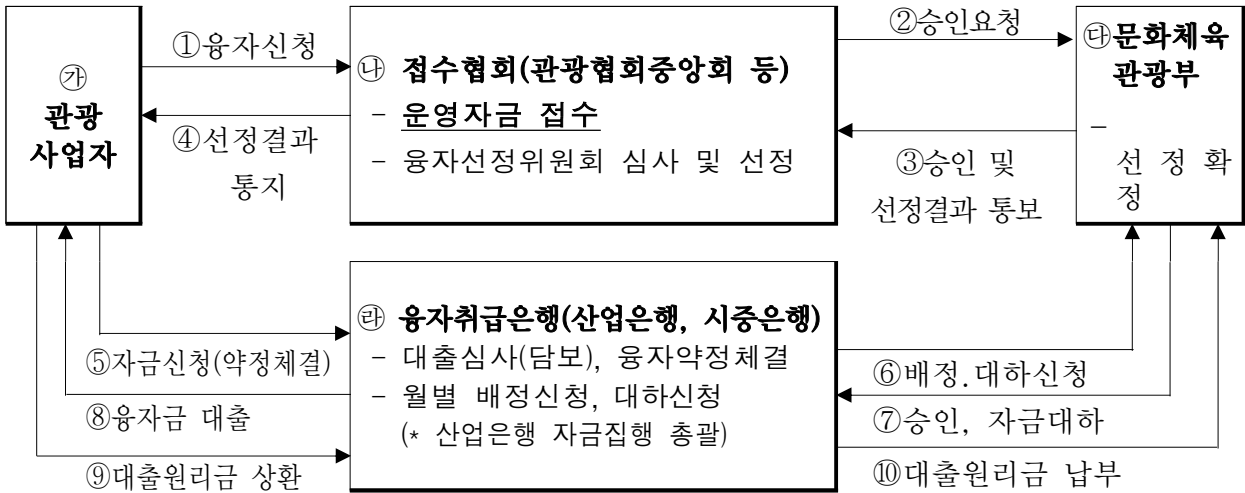 ㉮
관광
사업자
①융자신청
④선정결과
통지
㉯ 접수협회(관광협회중앙회 등)
- 운영자금 접수
- 융자선정위원회 심사 및 선정
②승인요청
③승인 및
선정결과 통보
㉰문화체육
관광부
-
선 정 확
정
⑤자금신청(약정체결)
⑧융자금 대출
⑨대출원리금 상환
㉱ 융자취급은행(산업은행, 시중은행)
- 대출심사(담보), 융자약정체결
- 월별 배정신청, 대하신청
(* 산업은행 자금집행 총괄)
⑥배정.대하신청
⑦승인, 자금대하
⑩대출원리금 납부